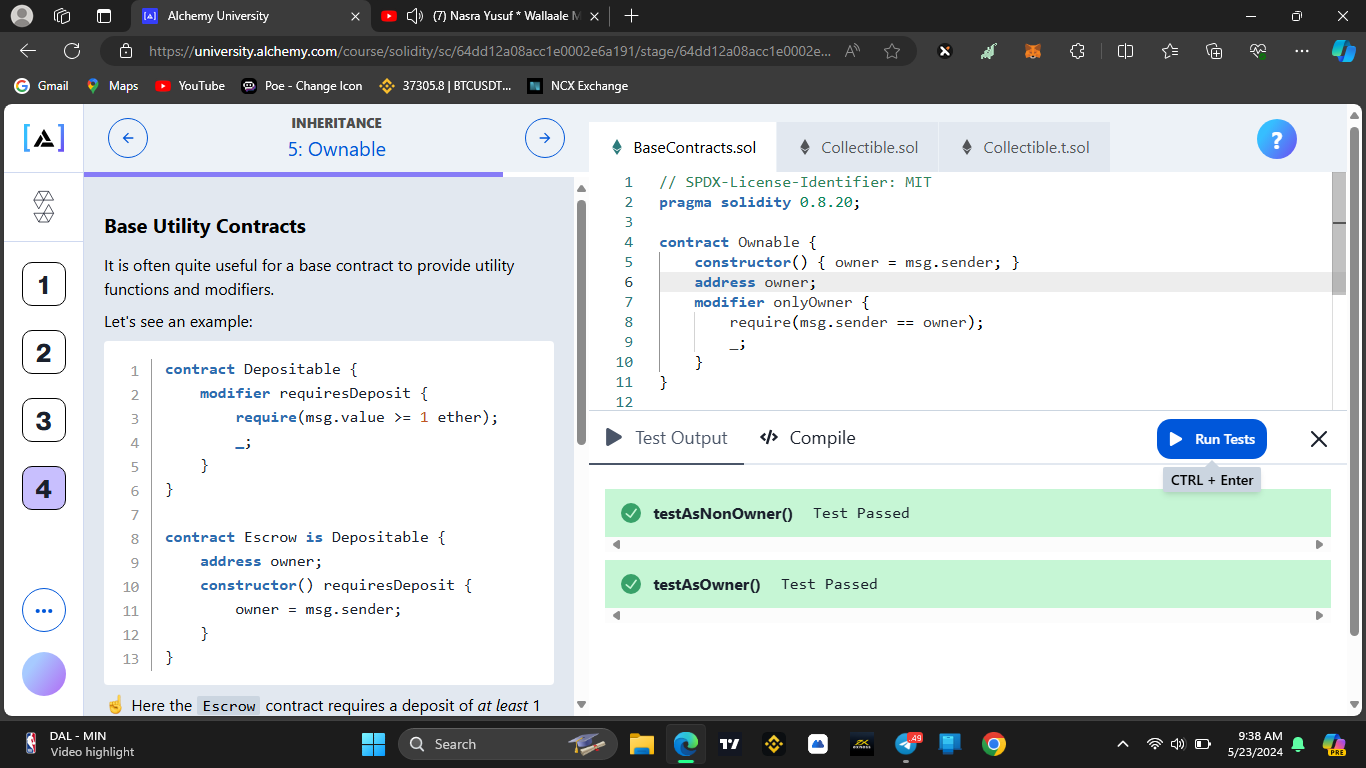 Alchemy University
(7) Nasra Yusuf * Wallaale M
https://university.alchemy.com/course/solidity/sc/64dd12a08acc1e0002e6a191/stage/64dd12a08acc1e0002e...
Gmail
Maps
YouTube
Poe - Change Icon
37305.8 | BTCUSDT...
NCX Exchange
[A]
INHERITANCE
5: Ownable
1
2
3
4
Base Utility Contracts
It is often quite useful for a base contract to provide utility
functions and modifiers.
Let's see an example:
1 contract Depositable {
2 modifier requiresDeposit {
3 require(msg.value >= 1 ether);
4 _;
5 }
6 }
7
8 contract Escrow is Depositable {
9 address owner;
10 constructor() requiresDeposit {
11 owner = msg.sender;
12 }
13 }
☝️ Here the Escrow contract requires a deposit of at least 1
BaseContracts.sol
Collectible.sol
Collectible.t.sol
?
1 // SPDX-License-Identifier: MIT
2 pragma solidity 0.8.20;
3
4 contract Ownable {
5 constructor() { owner = msg.sender; }
6 address owner;
7 modifier onlyOwner {
8 require(msg.sender == owner);
9 _;
10 }
11 }
12
Test Output
Compile
Run Tests
CTRL + Enter
testAsNonOwner() Test Passed
testAsOwner() Test Passed
DAL - MIN
Video highlight
Search
49
9:38 AM
5/23/2024
PRE